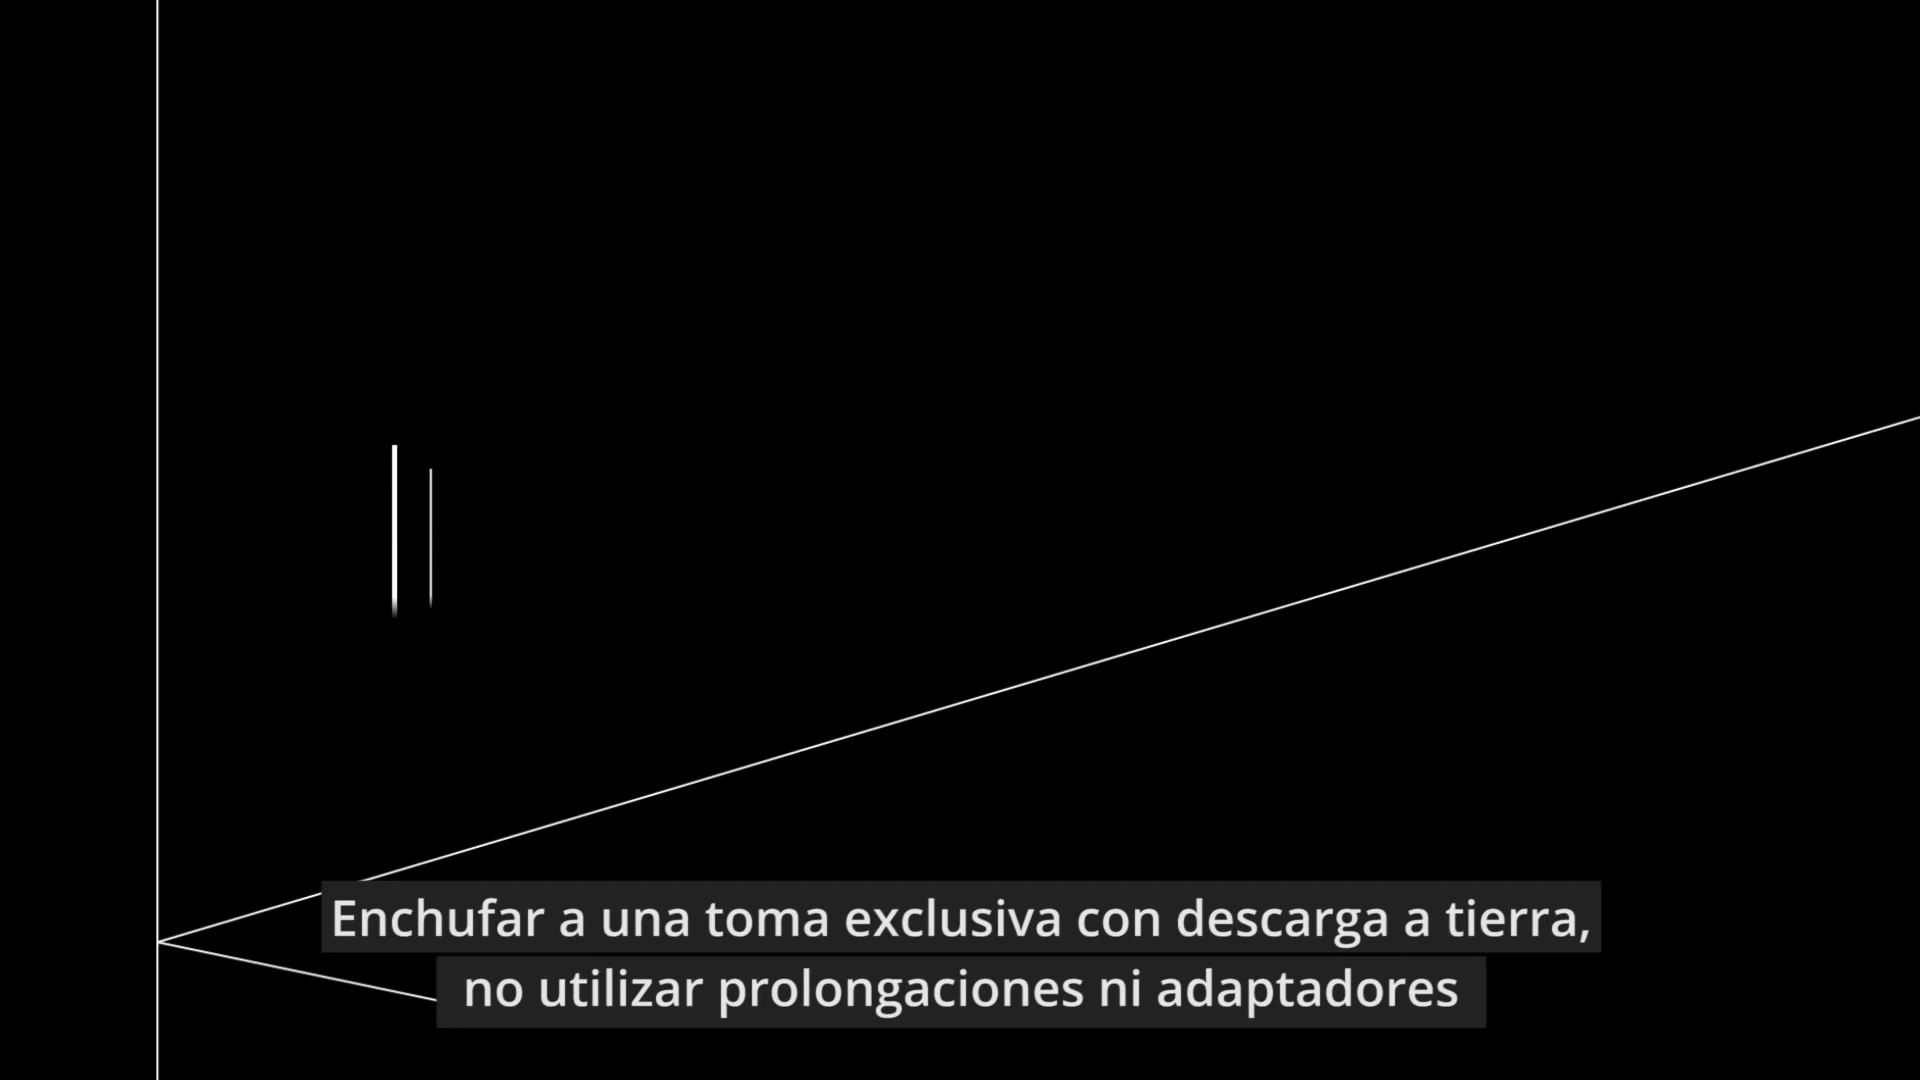 Enchufar a una toma exclusiva con descarga a tierra,
no utilizar prolongaciones ni adaptadores